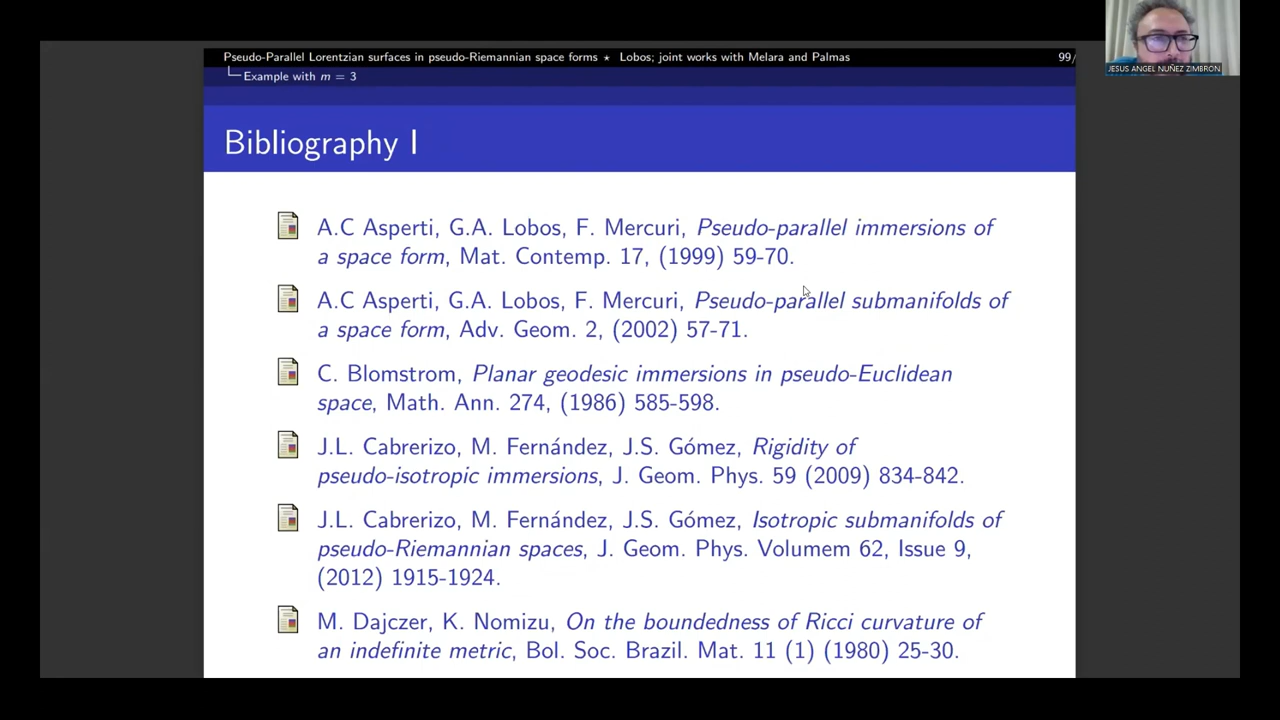 Pseudo-Parallel Lorentzian surfaces in pseudo-Riemannian space forms ⋆ Lobos; joint works with Melara and Palmas 99/
Example with m = 3
JESUS ANGEL NUÑEZ ZIMBRON
Bibliography I
A.C Asperti, G.A. Lobos, F. Mercuri, Pseudo-parallel immersions of
a space form, Mat. Contemp. 17, (1999) 59-70.
A.C Asperti, G.A. Lobos, F. Mercuri, Pseudo-parallel submanifolds of
a space form, Adv. Geom. 2, (2002) 57-71.
C. Blomstrom, Planar geodesic immersions in pseudo-Euclidean
space, Math. Ann. 274, (1986) 585-598.
J.L. Cabrerizo, M. Fernández, J.S. Gómez, Rigidity of
pseudo-isotropic immersions, J. Geom. Phys. 59 (2009) 834-842.
J.L. Cabrerizo, M. Fernández, J.S. Gómez, Isotropic submanifolds of
pseudo-Riemannian spaces, J. Geom. Phys. Volumem 62, Issue 9,
(2012) 1915-1924.
M. Dajczer, K. Nomizu, On the boundedness of Ricci curvature of
an indefinite metric, Bol. Soc. Brazil. Mat. 11 (1) (1980) 25-30.